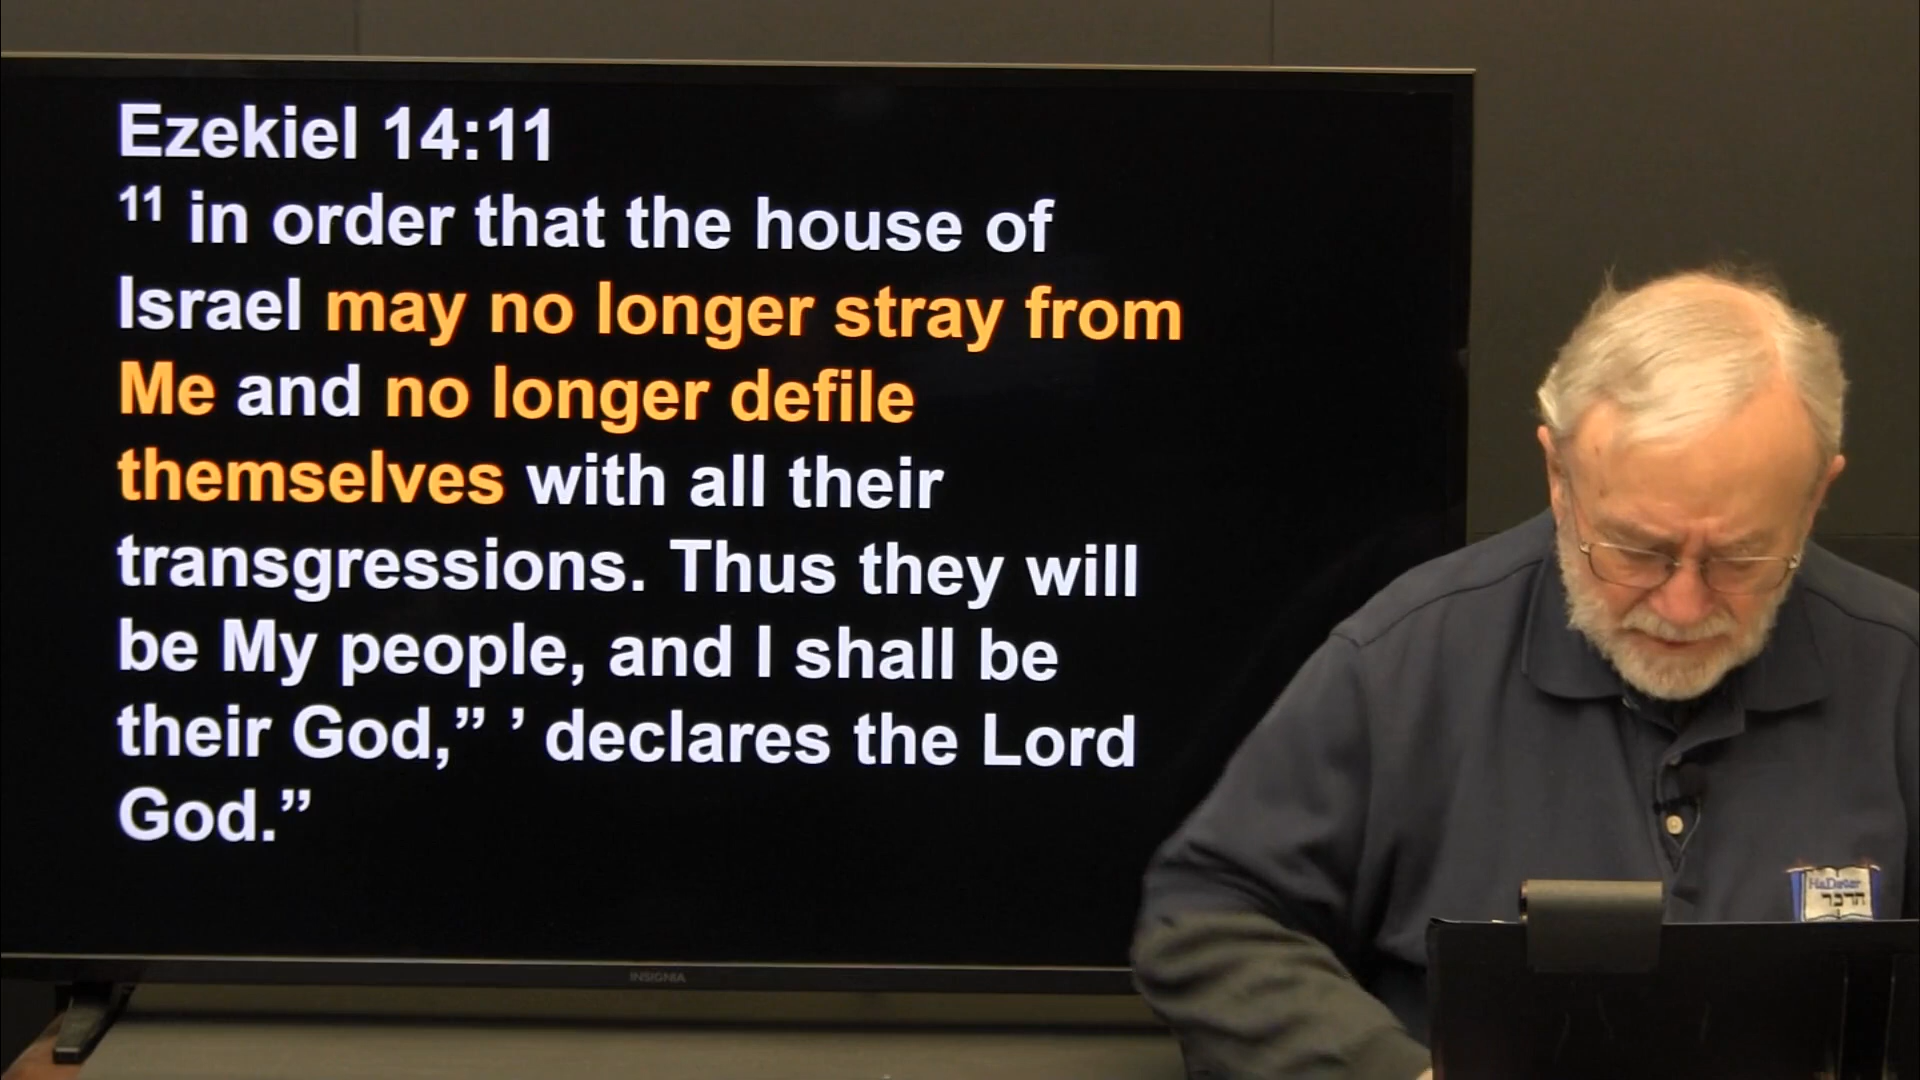 Ezekiel 14:11
11 in order that the house of
Israel may no longer stray from
Me and no longer defile
themselves with all their
transgressions. Thus they will
be My people, and I shall be
their God,” ’ declares the Lord
God.”
INSIGNIA
HaDavar
הדבר